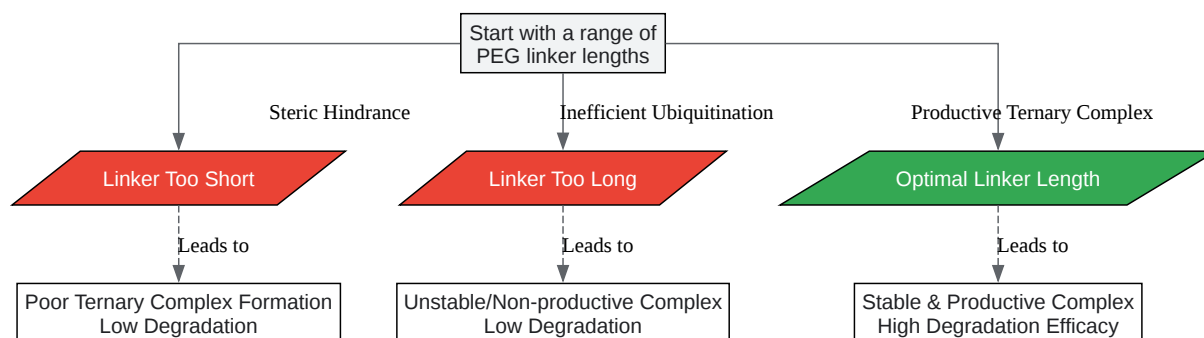 Start with a range of
PEG linker lengths
Steric Hindrance
Inefficient Ubiquitination
Productive Ternary Complex
Linker Too Short
Linker Too Long
Optimal Linker Length
Leads to
Leads to
Leads to
Poor Ternary Complex Formation
Low Degradation
Unstable/Non-productive Complex
Low Degradation
Stable & Productive Complex
High Degradation Efficacy